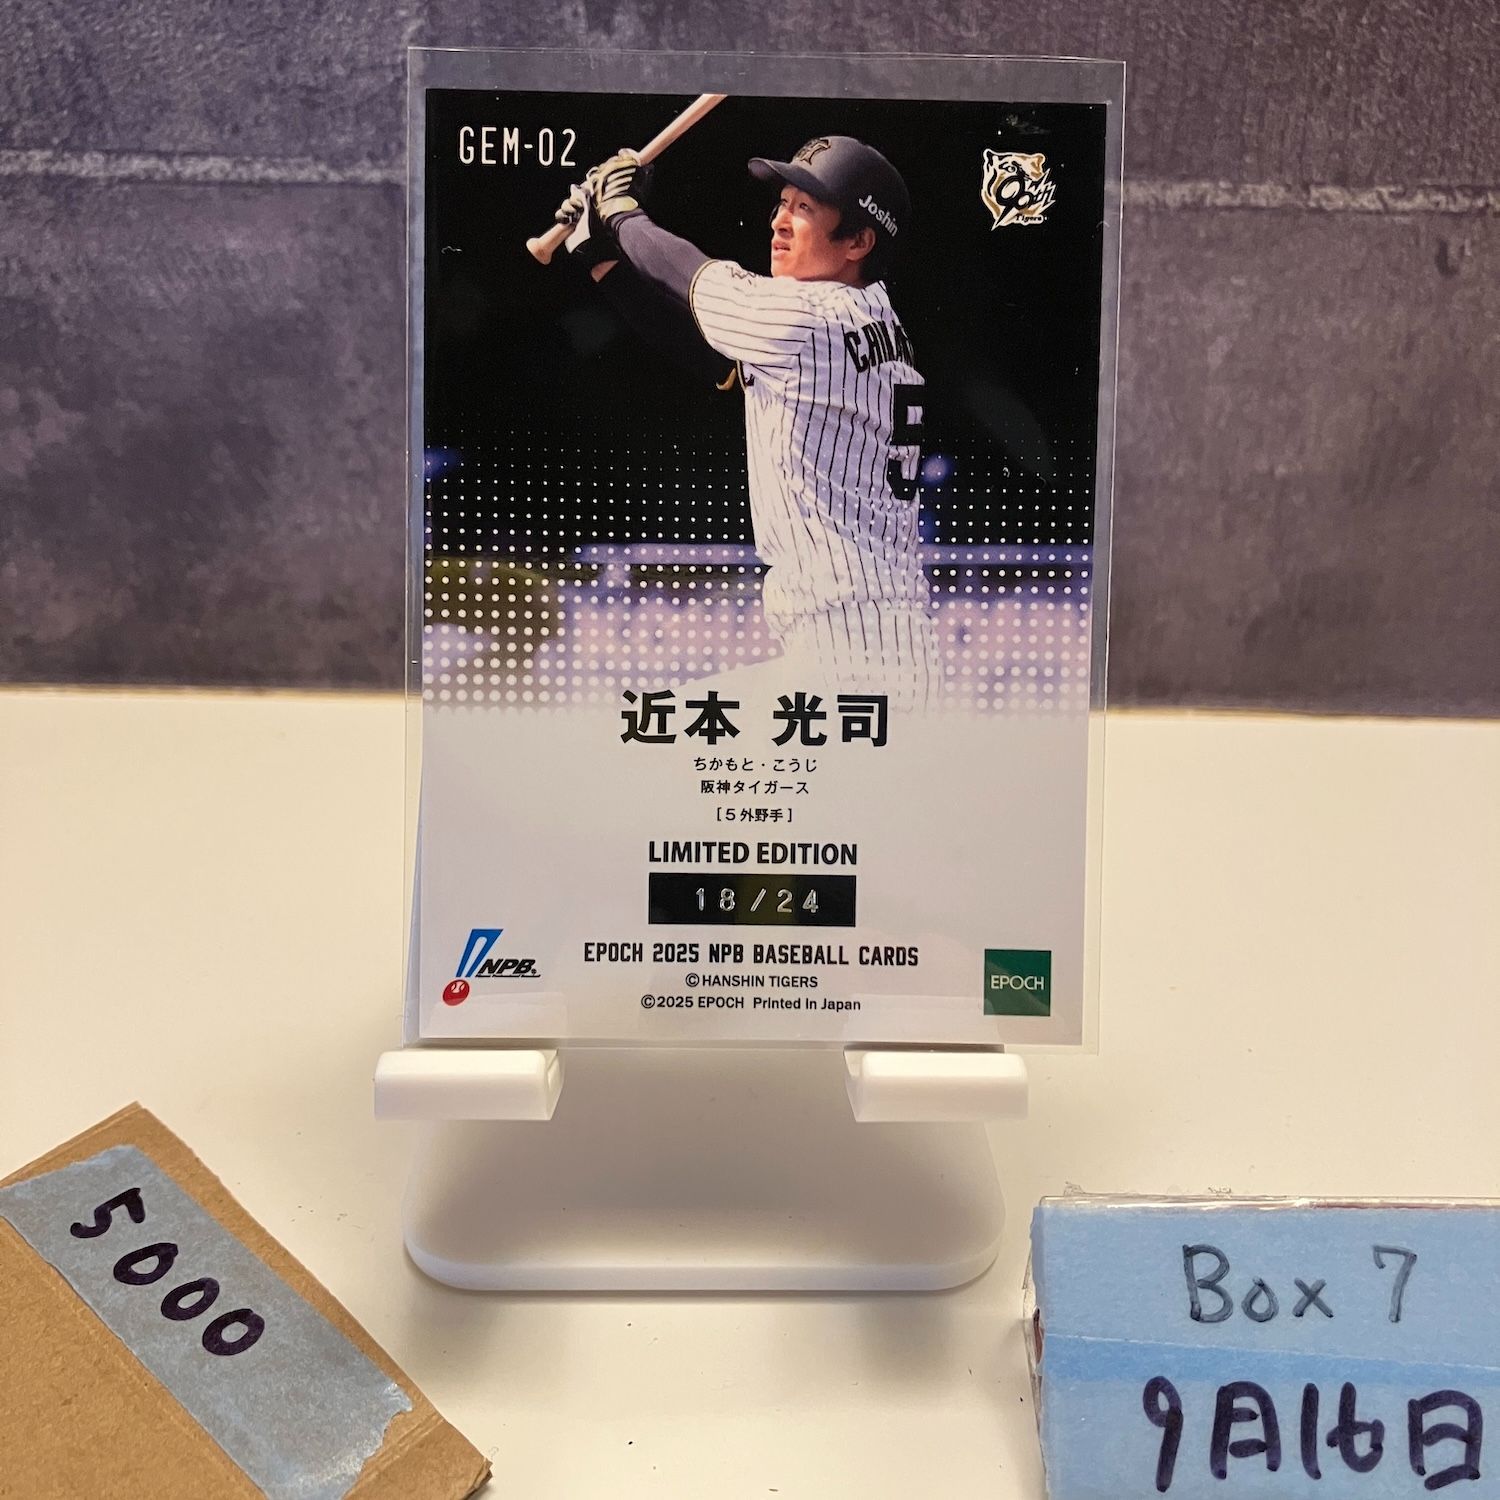 GEM-02
90th
Tigers
Joshin
5
近本 光司
ちかもと・こうじ
阪神タイガース
[5 外野手]
LIMITED EDITION
18/24
EPOCH 2025 NPB BASEBALL CARDS
©HANSHIN TIGERS
©2025 EPOCH Printed in Japan
NPB
EPOCH
5000
Box 7
9月16日